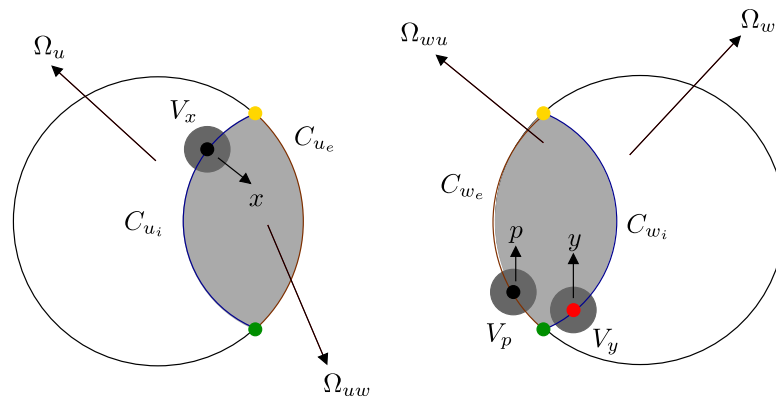 Ω_u
V_x
C_{u_e}
x
C_{u_i}
Ω_{uw}
Ω_{wu}
Ω_w
C_{w_e}
p
y
C_{w_i}
V_p
V_y